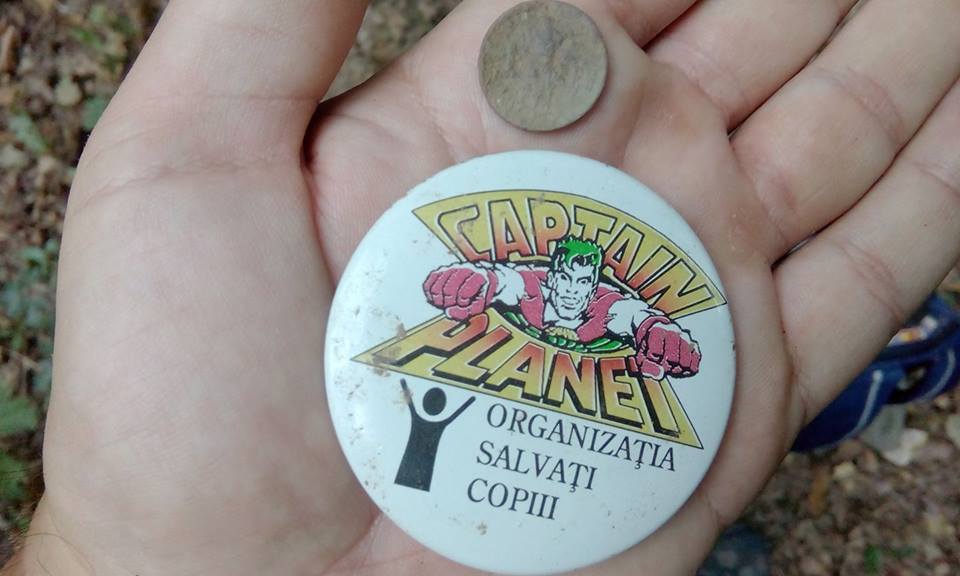 CAPTAIN
PLANET
ORGANIZAŢIA
SALVAŢI
COPIII